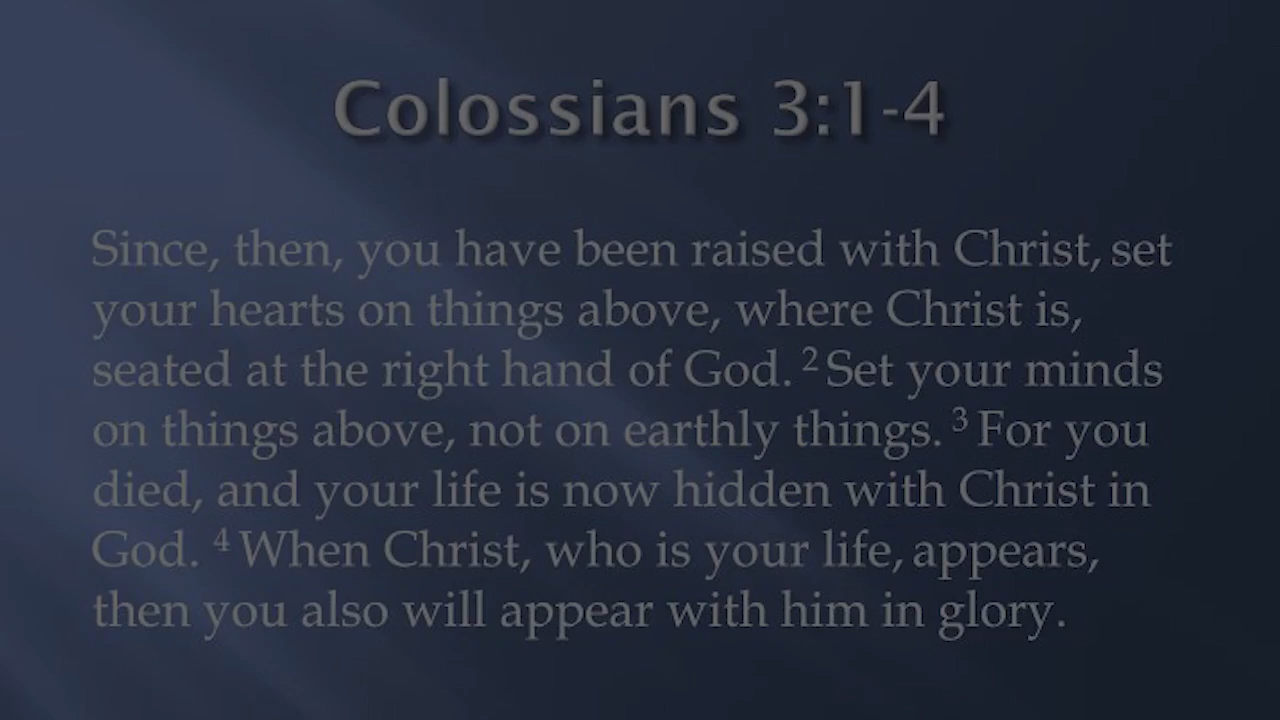 Colossians 3:1-4
Since, then, you have been raised with Christ, set
your hearts on things above, where Christ is,
seated at the right hand of God. ² Set your minds
on things above, not on earthly things. ³ For you
died, and your life is now hidden with Christ in
God. ⁴ When Christ, who is your life, appears,
then you also will appear with him in glory.